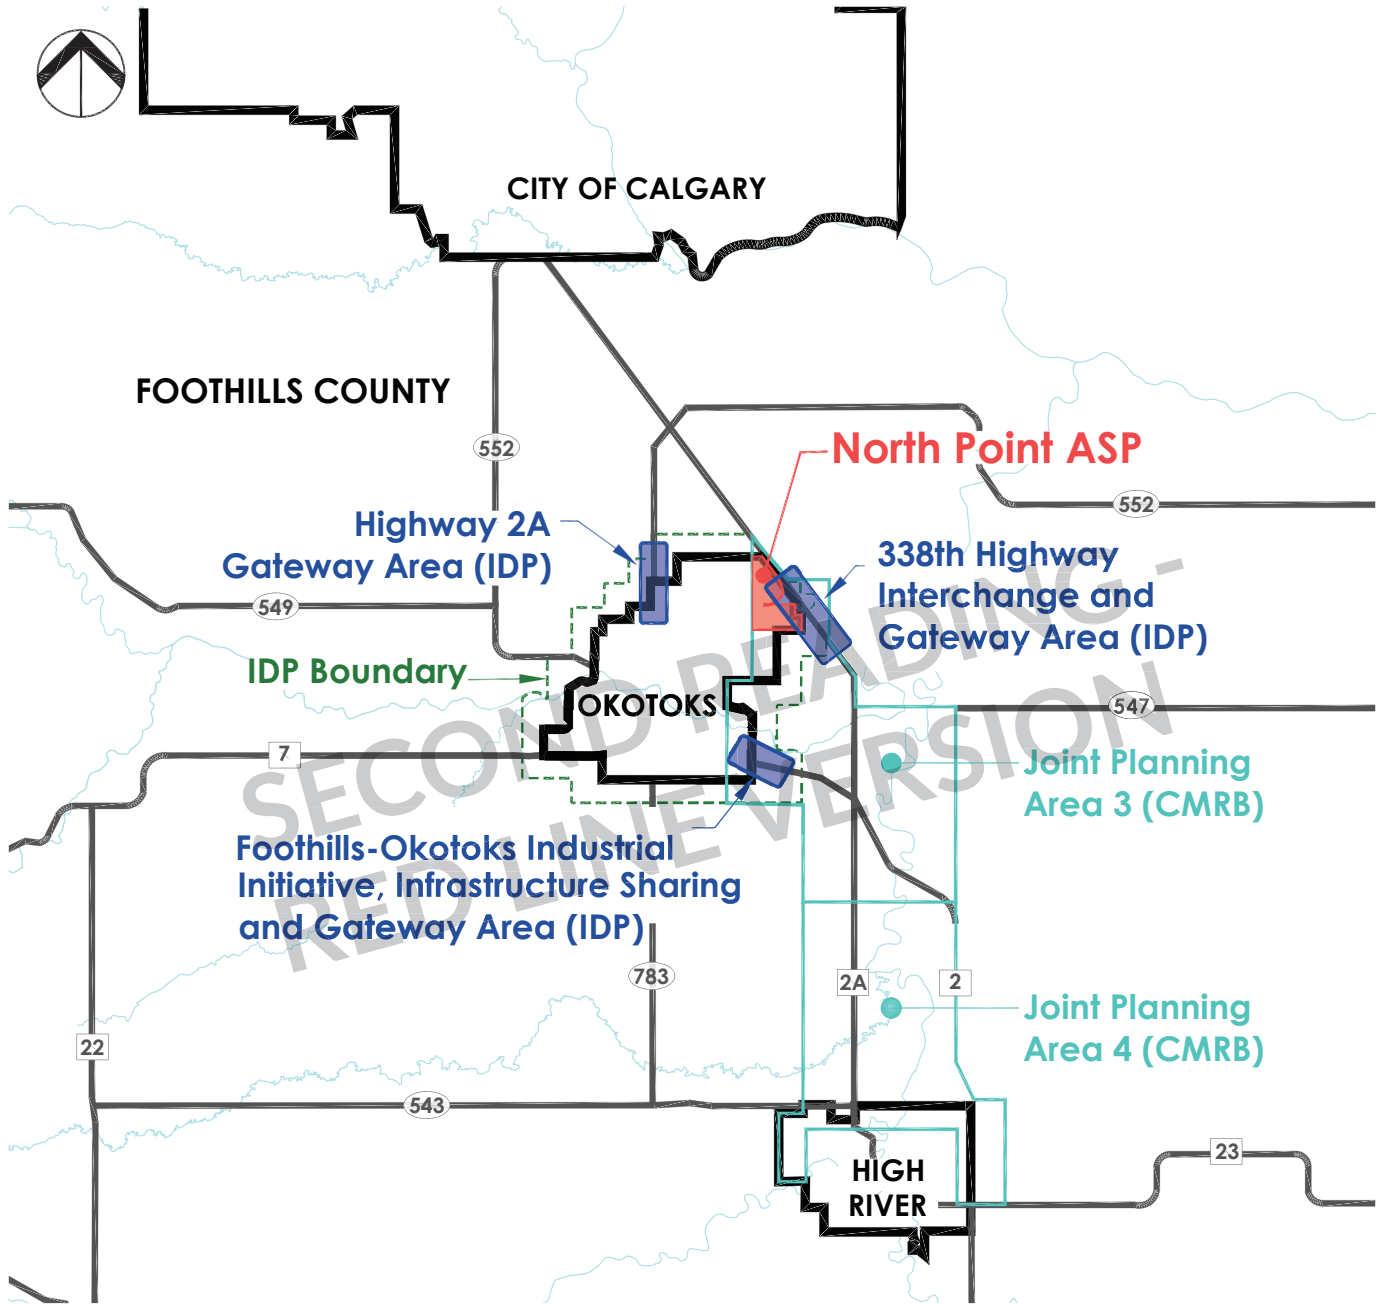 CITY OF CALGARY
FOOTHILLS COUNTY
552
North Point ASP
552
Highway 2A
Gateway Area (IDP)
338th Highway
Interchange and
Gateway Area (IDP)
549
IDP Boundary
OKOTOKS
547
7
Joint Planning
Area 3 (CMRB)
Foothills-Okotoks Industrial
Initiative, Infrastructure Sharing
and Gateway Area (IDP)
SECOND READING -
RED LINE VERSION
783
2A
2
Joint Planning
Area 4 (CMRB)
22
543
23
HIGH
RIVER